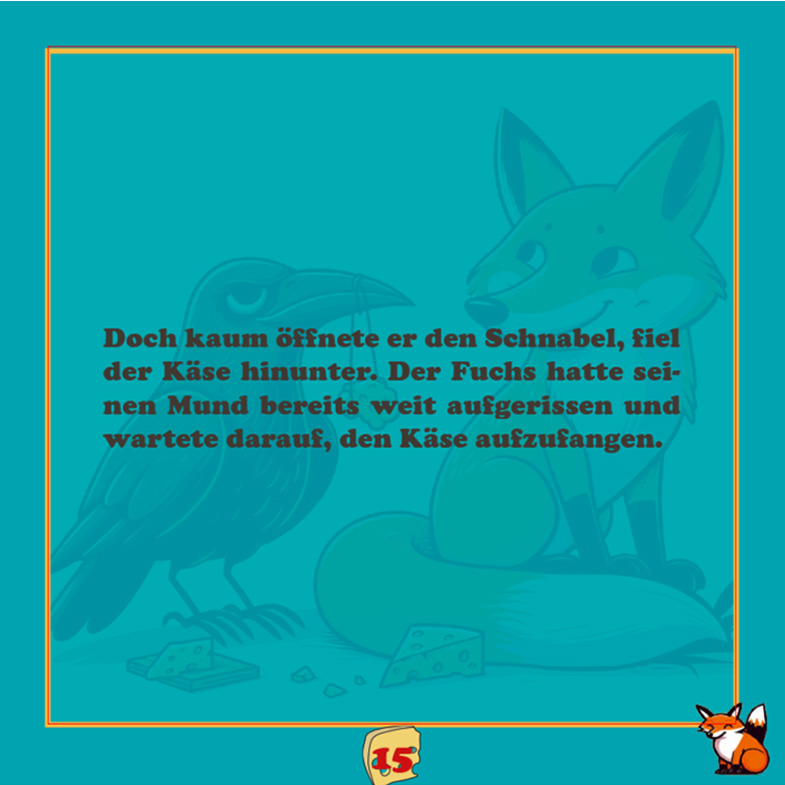 Doch kaum öffnete er den Schnabel, fiel
der Käse hinunter. Der Fuchs hatte sei-
nen Mund bereits weit aufgerissen und
wartete darauf, den Käse aufzufangen.
15